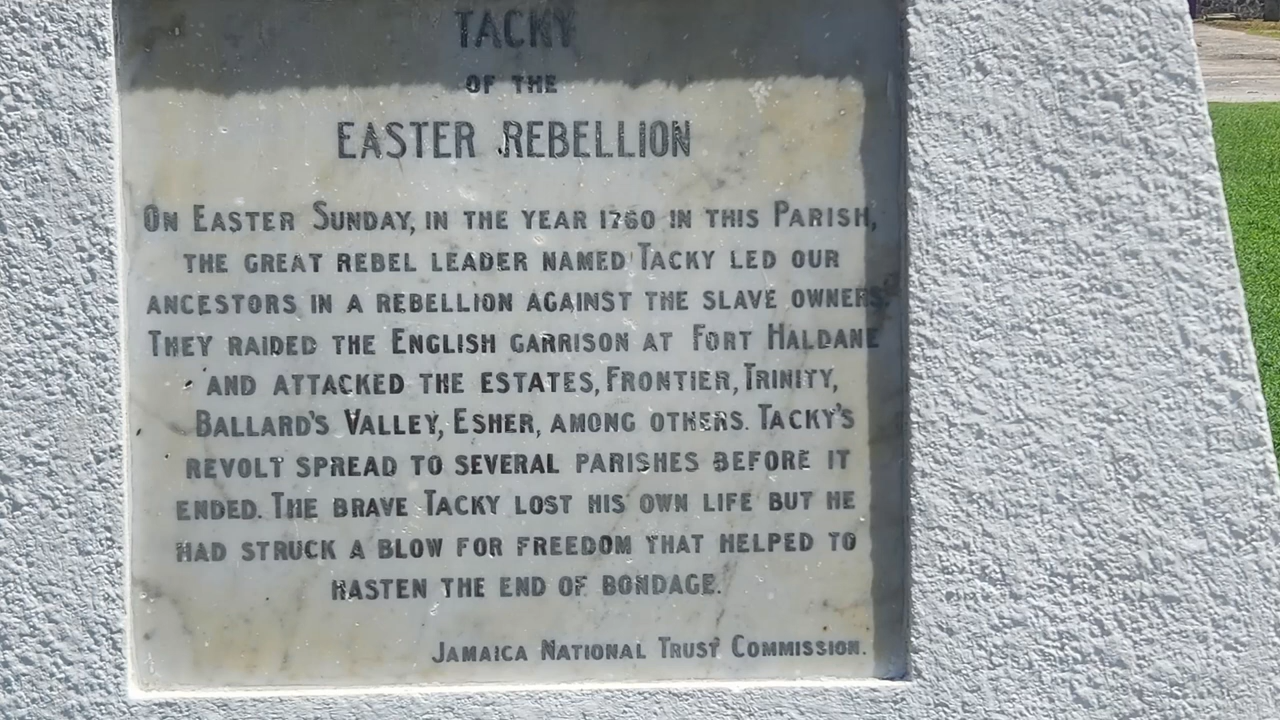 TACKY
OF THE
EASTER REBELLION
ON EASTER SUNDAY, IN THE YEAR 1760 IN THIS PARISH,
THE GREAT REBEL LEADER NAMED TACKY LED OUR
ANCESTORS IN A REBELLION AGAINST THE SLAVE OWNERS.
THEY RAIDED THE ENGLISH GARRISON AT FORT HALDANE
AND ATTACKED THE ESTATES, FRONTIER, TRINITY,
BALLARD'S VALLEY, ESHER, AMONG OTHERS. TACKY'S
REVOLT SPREAD TO SEVERAL PARISHES BEFORE IT
ENDED. THE BRAVE TACKY LOST HIS OWN LIFE BUT HE
HAD STRUCK A BLOW FOR FREEDOM THAT HELPED TO
HASTEN THE END OF BONDAGE.
JAMAICA NATIONAL TRUST COMMISSION.